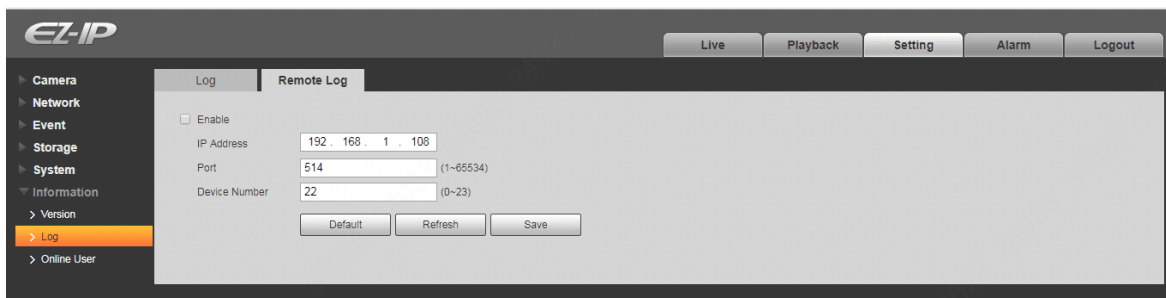 EZ-IP
Live Playback Setting Alarm Logout
Camera
Network
Event
Storage
System
Information
Version
Log
Online User
Log Remote Log
Enable
IP Address 192 . 168 . 1 . 108
Port 514 (1~65534)
Device Number 22 (0~23)
Default Refresh Save